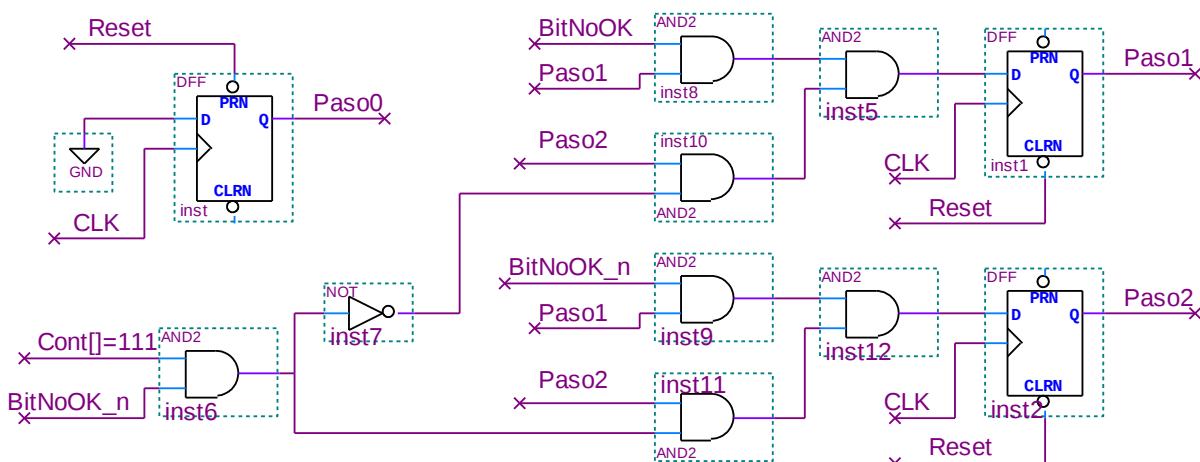 Reset
DFF
PRN
D
Q
CLRN
inst
Paso0
GND
CLK
BitNoOK
Paso1
AND2
inst8
AND2
inst5
DFF
PRN
D
Q
CLRN
inst1
Paso1
CLK
Reset
Paso2
inst10
AND2
BitNoOK_n
Paso1
AND2
inst9
AND2
inst12
DFF
PRN
D
Q
CLRN
inst2
Paso2
CLK
Reset
NOT
inst7
Cont[]=111
BitNoOK_n
AND2
inst6
Paso2
inst11
AND2